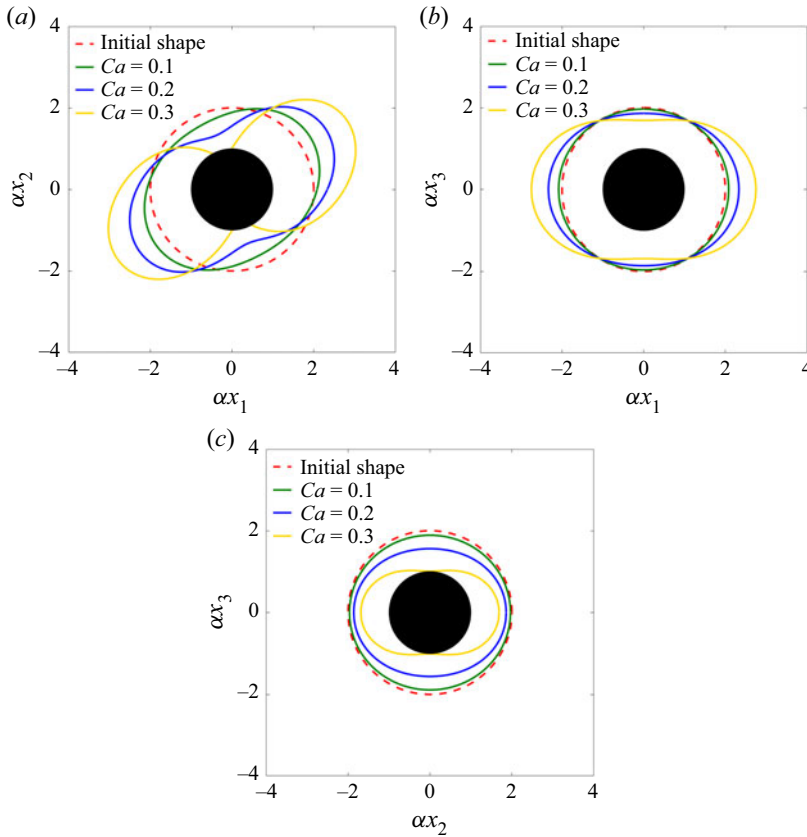 (a)
4
2
0
−2
−4
−4
−2
0
2
4
αx2
αx1
Initial shape
Ca = 0.1
Ca = 0.2
Ca = 0.3
(b)
4
2
0
−2
−4
−4
−2
0
2
4
αx3
αx1
Initial shape
Ca = 0.1
Ca = 0.2
Ca = 0.3
(c)
4
2
0
−2
−4
−4
−2
0
2
4
αx3
αx2
Initial shape
Ca = 0.1
Ca = 0.2
Ca = 0.3